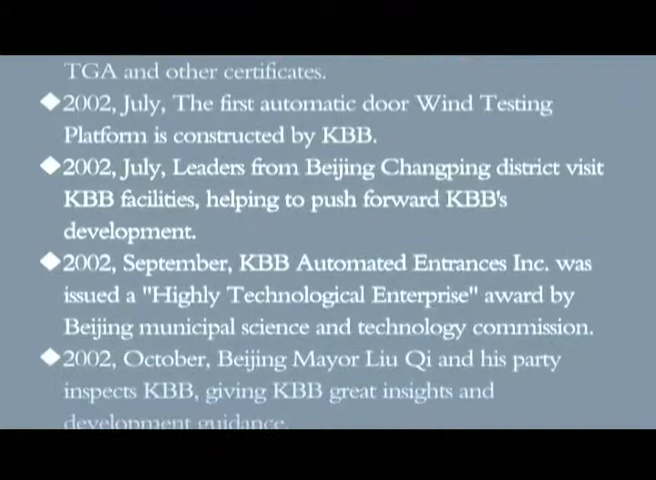 TGA and other certificates.
◆2002, July, The first automatic door Wind Testing
Platform is constructed by KBB.
◆2002, July, Leaders from Beijing Changping district visit
KBB facilities, helping to push forward KBB's
development.
◆2002, September, KBB Automated Entrances Inc. was
issued a "Highly Technological Enterprise" award by
Beijing municipal science and technology commission.
◆2002, October, Beijing Mayor Liu Qi and his party
inspects KBB, giving KBB great insights and
development guidance.